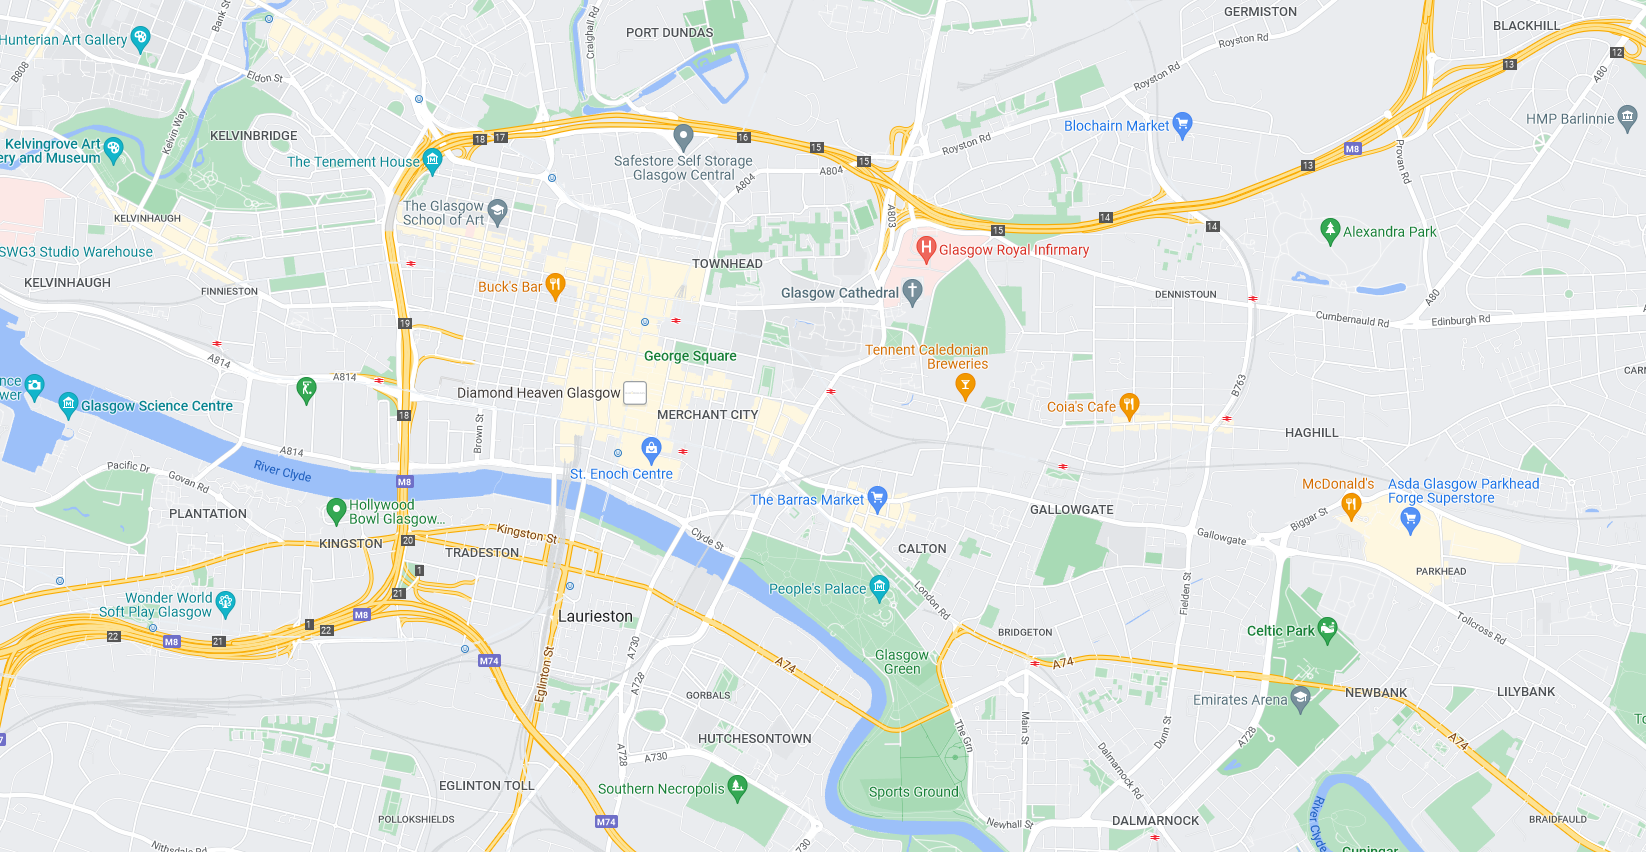 Bank St
GERMISTON
BLACKHILL
Craighall Rd
PORT DUNDAS
Hunterian Art Gallery
Royston Rd
12
B808
Eldon St
13
A80
Royston Rd
Kelvin Way
KELVINBRIDGE
Blochairn Market
HMP Barlinnie
18
17
16
15
Kelvingrove Art
ery and Museum
The Tenement House
Safestore Self Storage
Glasgow Central
15
Royston Rd
M8
13
Provan Rd
A804
A804
The Glasgow
School of Art
KELVINHAUGH
A803
14
14
15
Alexandra Park
SWG3 Studio Warehouse
Glasgow Royal Infirmary
TOWNHEAD
KELVINHAUGH
FINNIESTON
Buck's Bar
Glasgow Cathedral
DENNISTOUN
A80
19
Cumbernauld Rd
Edinburgh Rd
A
A814
George Square
Tennent Caledonian
Breweries
A814
CARN
nce
wer
Diamond Heaven Glasgow
B763
Glasgow Science Centre
18
MERCHANT CITY
Coia's Cafe
Brown St
HAGHILL
A814
Pacific Dr
River Clyde
Govan Rd
M8
St. Enoch Centre
McDonald's
Asda Glasgow Parkhead
Forge Superstore
The Barras Market
GALLOWGATE
Hollywood
Bowl Glasgow...
PLANTATION
Biggar St
KINGSTON
20
Kingston St
TRADESTON
Clyde St
CALTON
Gallowgate
1
PARKHEAD
21
People's Palace
Fielden St
Wonder World
Soft Play Glasgow
M8
Laurieston
London Rd
Tollcross Rd
1
22
22
M8
21
BRIDGETON
Celtic Park
A730
M74
A74
Glasgow
Green
A74
Eglinton St
A728
GORBALS
Emirates Arena
NEWBANK
LILYBANK
Main St
Dunn St
The Grn
A728
To
7
HUTCHESONTOWN
A728
A730
A74
Dalmarnock Rd
EGLINTON TOLL
Southern Necropolis
Sports Ground
River Clyde
POLLOKSHIELDS
M74
Newhall St
DALMARNOCK
BRAIDFAULD
Nithsdale Rd
730
Cuningar